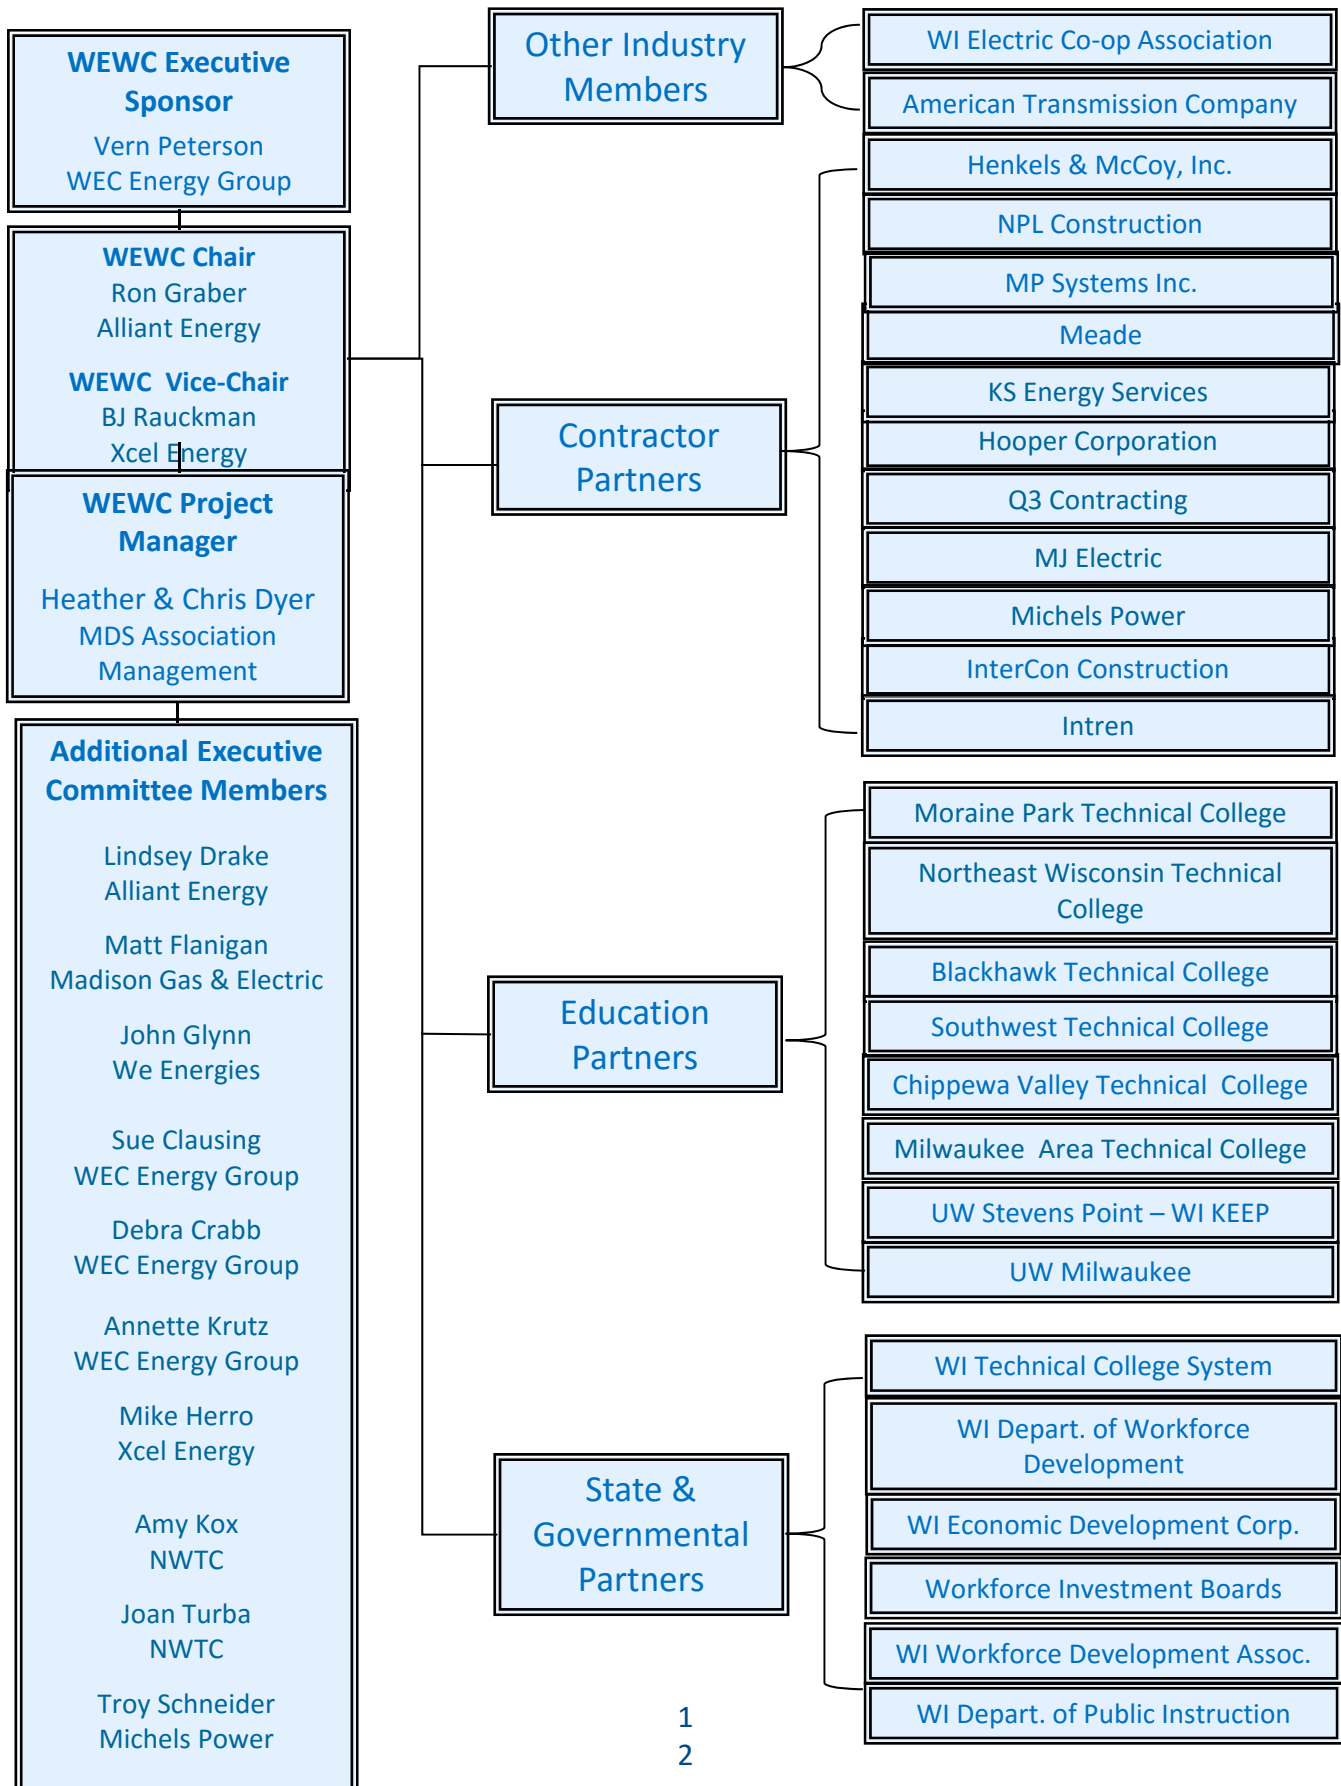 WEWC Executive
Sponsor
Vern Peterson
WEC Energy Group
WEWC Chair
Ron Graber
Alliant Energy
WEWC  Vice-Chair
BJ Rauckman
Xcel Energy
WEWC Project
Manager
Heather & Chris Dyer
MDS Association
Management
Additional Executive
Committee Members
Lindsey Drake
Alliant Energy
Matt Flanigan
Madison Gas & Electric
John Glynn
We Energies
Sue Clausing
WEC Energy Group
Debra Crabb
WEC Energy Group
Annette Krutz
WEC Energy Group
Mike Herro
Xcel Energy
Amy Kox
NWTC
Joan Turba
NWTC
Troy Schneider
Michels Power
Other Industry
Members
WI Electric Co-op Association
American Transmission Company
Contractor
Partners
Henkels & McCoy, Inc.
NPL Construction
MP Systems Inc.
Meade
KS Energy Services
Hooper Corporation
Q3 Contracting
MJ Electric
Michels Power
InterCon Construction
Intren
Education
Partners
Moraine Park Technical College
Northeast Wisconsin Technical
College
Blackhawk Technical College
Southwest Technical College
Chippewa Valley Technical  College
Milwaukee  Area Technical College
UW Stevens Point – WI KEEP
UW Milwaukee
State &
Governmental
Partners
WI Technical College System
WI Depart. of Workforce
Development
WI Economic Development Corp.
Workforce Investment Boards
WI Workforce Development Assoc.
WI Depart. of Public Instruction
1
2